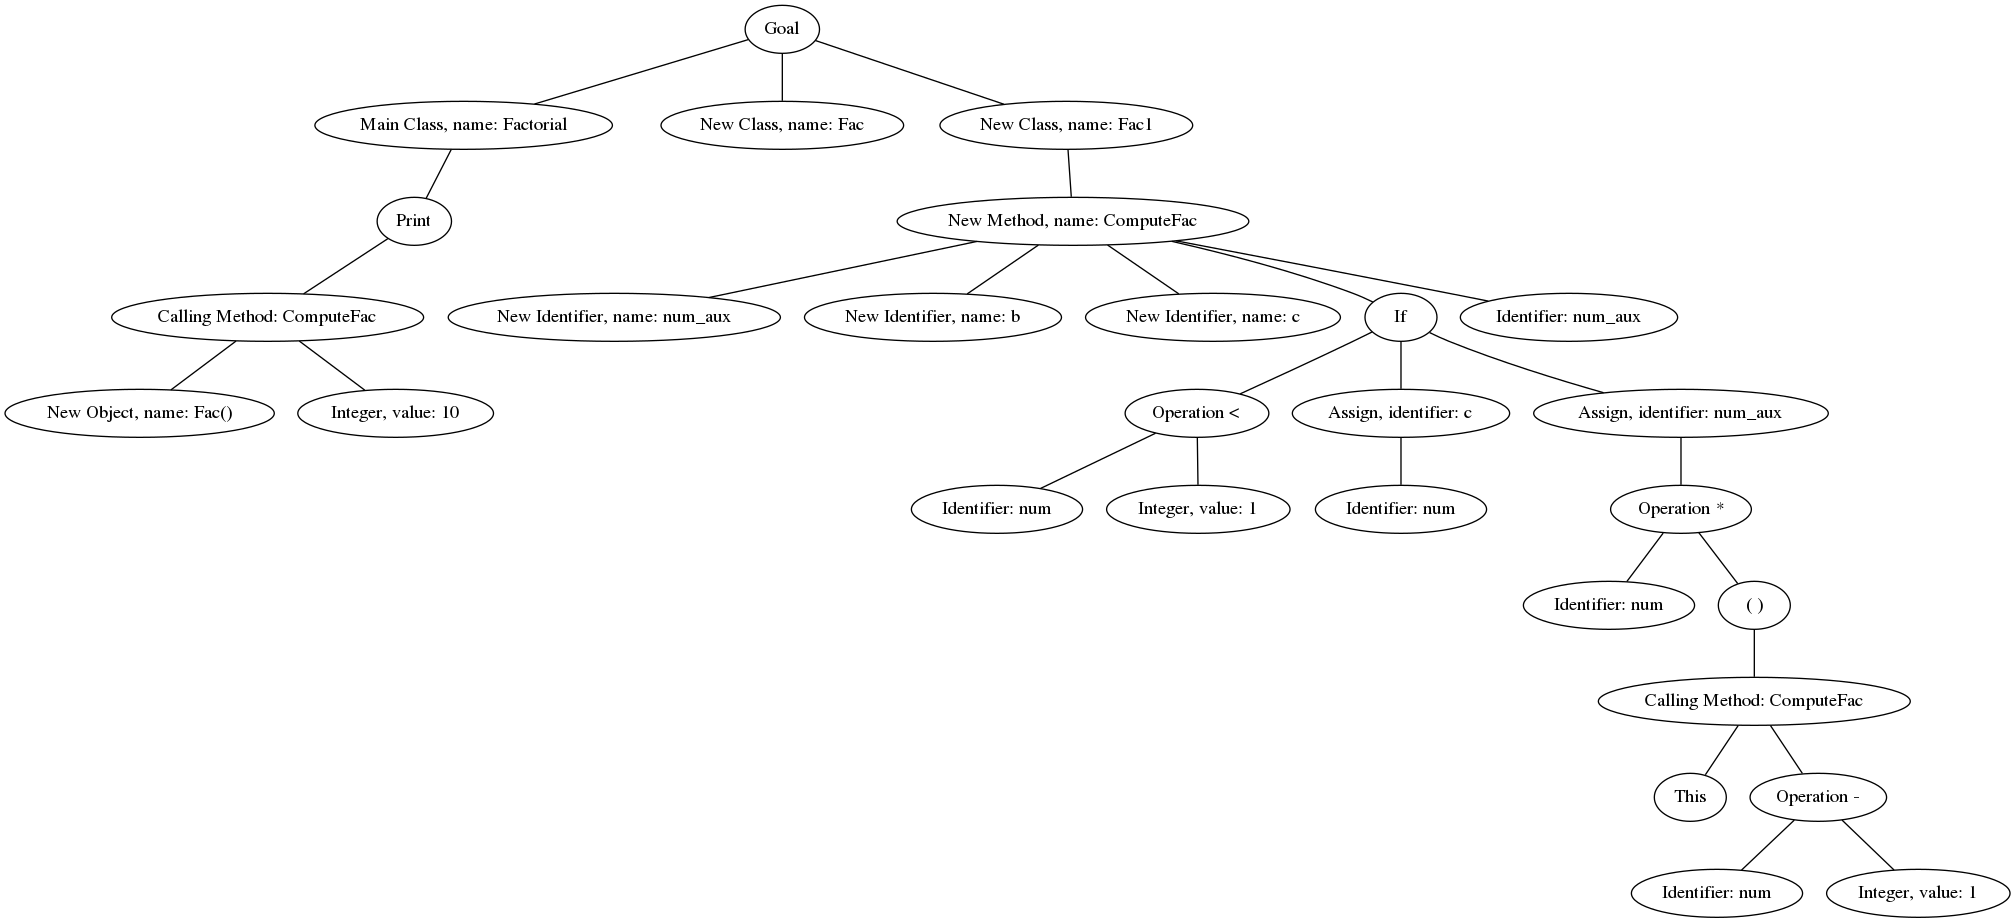 Goal
Main Class, name: Factorial
New Class, name: Fac
New Class, name: Fac1
Print
New Method, name: ComputeFac
Calling Method: ComputeFac
New Identifier, name: num_aux
New Identifier, name: b
New Identifier, name: c
If
Identifier: num_aux
New Object, name: Fac()
Integer, value: 10
Operation <
Assign, identifier: c
Assign, identifier: num_aux
Identifier: num
Integer, value: 1
Identifier: num
Operation *
Identifier: num
( )
Calling Method: ComputeFac
This
Operation -
Identifier: num
Integer, value: 1